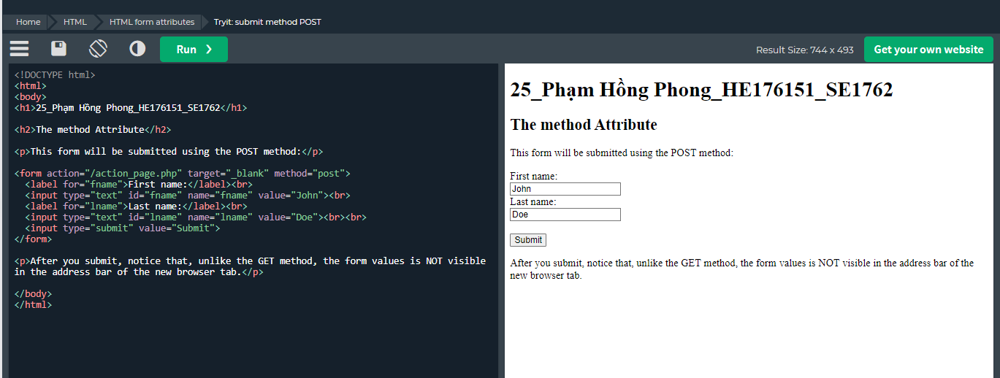 Home HTML HTML form attributes Tryit: submit method POST
Run ❯ Result Size: 744 x 493 Get your own website
<!DOCTYPE html>
<html>
<body>
<h1>25_Phạm Hồng Phong_HE176151_SE1762</h1>
<h2>The method Attribute</h2>
<p>This form will be submitted using the POST method:</p>
<form action="/action_page.php" target="_blank" method="post">
<label for="fname">First name:</label><br>
<input type="text" id="fname" name="fname" value="John"><br>
<label for="lname">Last name:</label><br>
<input type="text" id="lname" name="lname" value="Doe"><br><br>
<input type="submit" value="Submit">
</form>
<p>After you submit, notice that, unlike the GET method, the form values is NOT visible
in the address bar of the new browser tab.</p>
</body>
</html>
25_Phạm Hồng Phong_HE176151_SE1762
The method Attribute
This form will be submitted using the POST method:
First name:
John
Last name:
Doe
Submit
After you submit, notice that, unlike the GET method, the form values is NOT visible in the address bar of the
new browser tab.